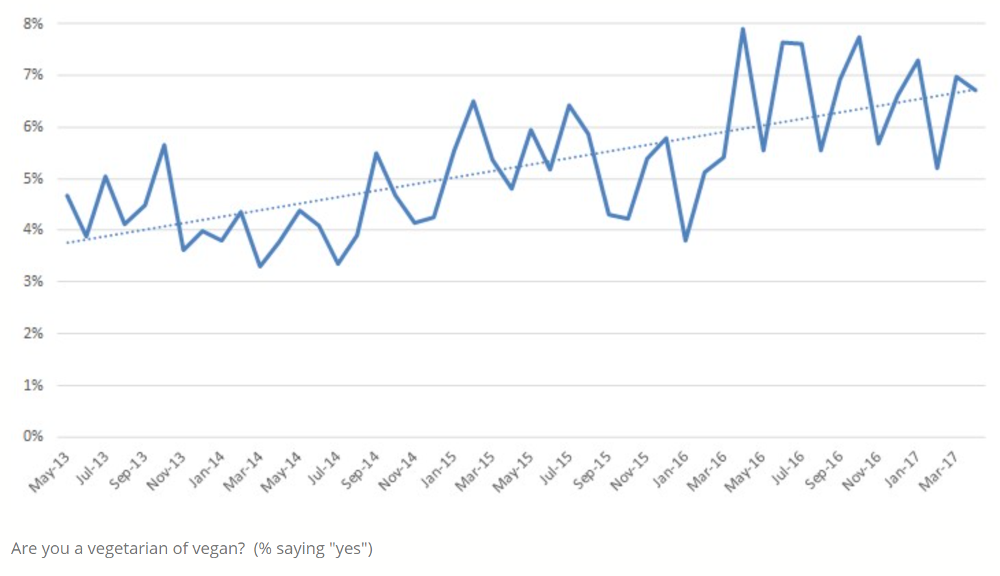 8%
7%
6%
5%
4%
3%
2%
1%
0%
May-13
Jul-13
Sep-13
Nov-13
Jan-14
Mar-14
May-14
Jul-14
Sep-14
Nov-14
Jan-15
Mar-15
May-15
Jul-15
Sep-15
Nov-15
Jan-16
Mar-16
May-16
Jul-16
Sep-16
Nov-16
Jan-17
Mar-17
Are you a vegetarian of vegan?  (% saying "yes")